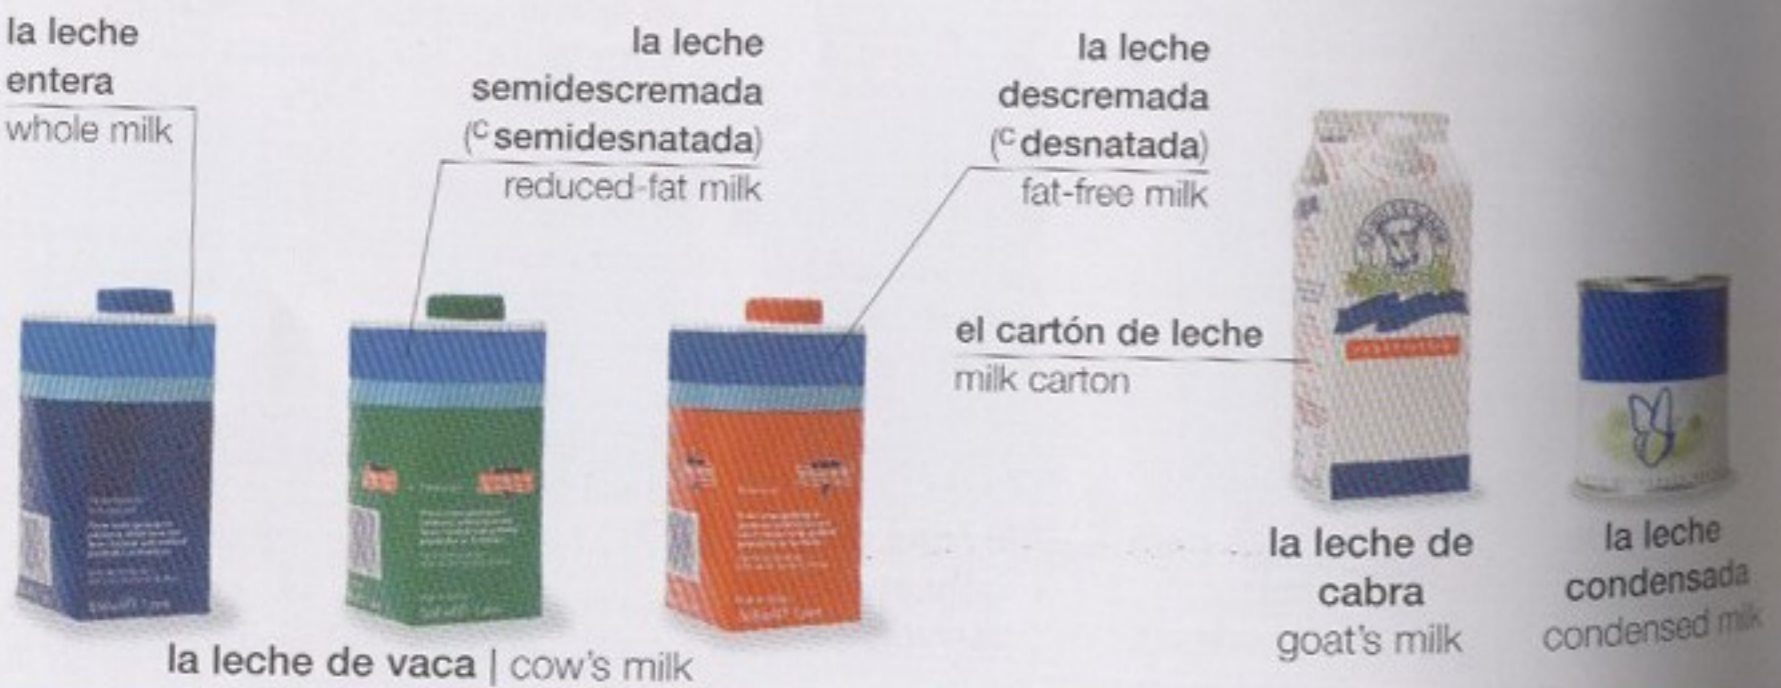 la leche
entera
whole milk
la leche
semidescremada
(C semidesnatada)
reduced-fat milk
la leche
descremada
(C desnatada)
fat-free milk
el cartón de leche
milk carton
la leche de
cabra
goat's milk
la leche
condensada
condensed milk
la leche de vaca | cow's milk